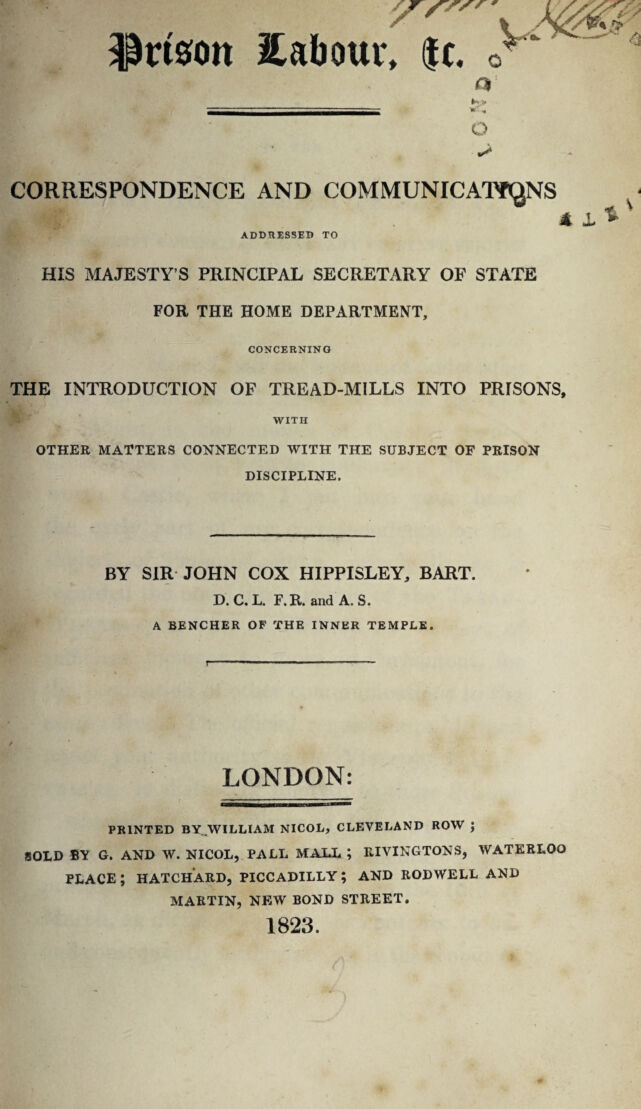 Prison Labour, &c.
CORRESPONDENCE AND COMMUNICATIONS
ADDRESSED TO
HIS MAJESTY'S PRINCIPAL SECRETARY OF STATE
FOR THE HOME DEPARTMENT,
CONCERNING
THE INTRODUCTION OF TREAD-MILLS INTO PRISONS,
WITH
OTHER MATTERS CONNECTED WITH THE SUBJECT OF PRISON
DISCIPLINE.
BY SIR JOHN COX HIPPISLEY, BART.
D. C. L. F. R. and A. S.
A BENCHER OF THE INNER TEMPLE.
LONDON:
PRINTED BY WILLIAM NICOL, CLEVELAND ROW;
SOLD BY G. AND W. NICOL, PALL MALL; RIVINGTONS, WATERLOO
PLACE; HATCHARD, PICCADILLY; AND RODWELL AND
MARTIN, NEW BOND STREET.
1823.
3